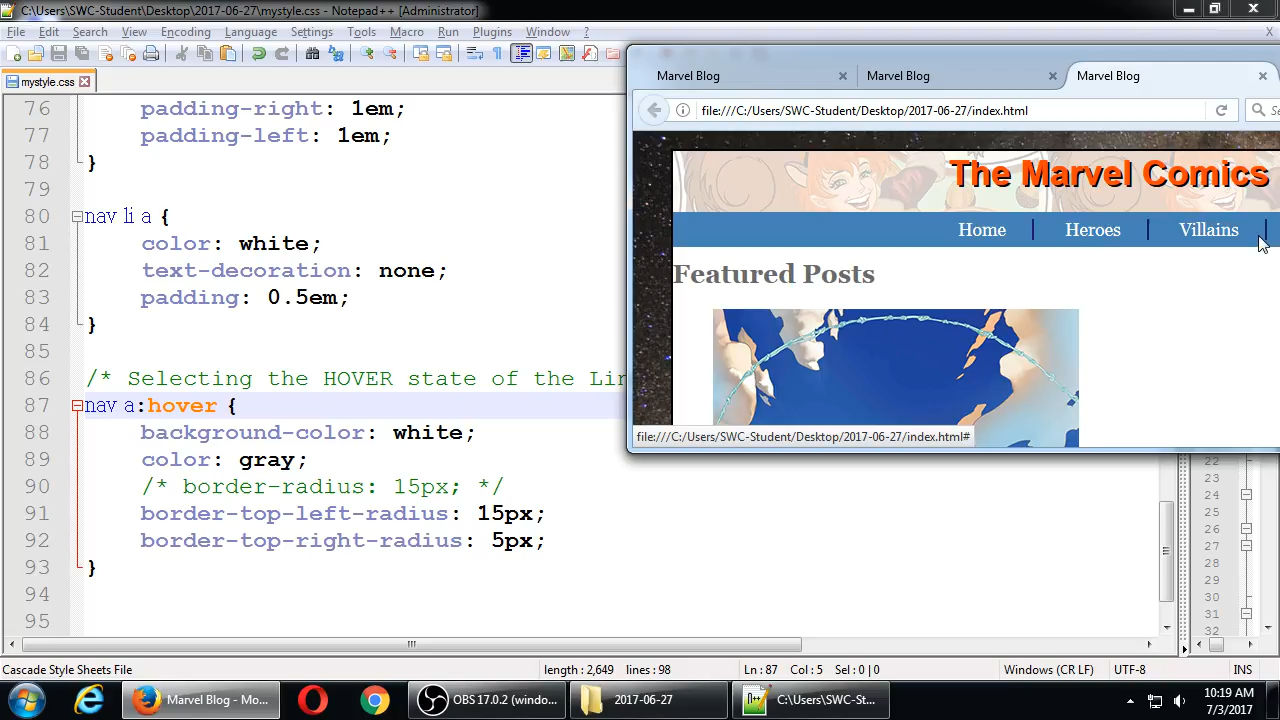 C:\Users\SWC-Student\Desktop\2017-06-27\mystyle.css - Notepad++ [Administrator]
File Edit Search View Encoding Language Settings Tools Macro Run Plugins Window ?
X
mystyle.css
76 padding-right: 1em;
77 padding-left: 1em;
78 }
79
80 nav li a {
81 color: white;
82 text-decoration: none;
83 padding: 0.5em;
84 }
85
86 /* Selecting the HOVER state of the Lin
87 nav a:hover {
88 background-color: white;
89 color: gray;
90 /* border-radius: 15px; */
91 border-top-left-radius: 15px;
92 border-top-right-radius: 5px;
93 }
94
95
Marvel Blog Marvel Blog Marvel Blog
file:///C:/Users/SWC-Student/Desktop/2017-06-27/index.html
The Marvel Comics
Home Heroes Villains
Featured Posts
file:///C:/Users/SWC-Student/Desktop/2017-06-27/index.html#
22
23
24
25
26
27
28
29
30
31
32
Cascade Style Sheets File length : 2,649 lines : 98 Ln : 87 Col : 5 Sel : 0 | 0 Windows (CR LF) UTF-8 INS
Marvel Blog - Mo... OBS 17.0.2 (windo... 2017-06-27 C:\Users\SWC-St...
10:19 AM
7/3/2017